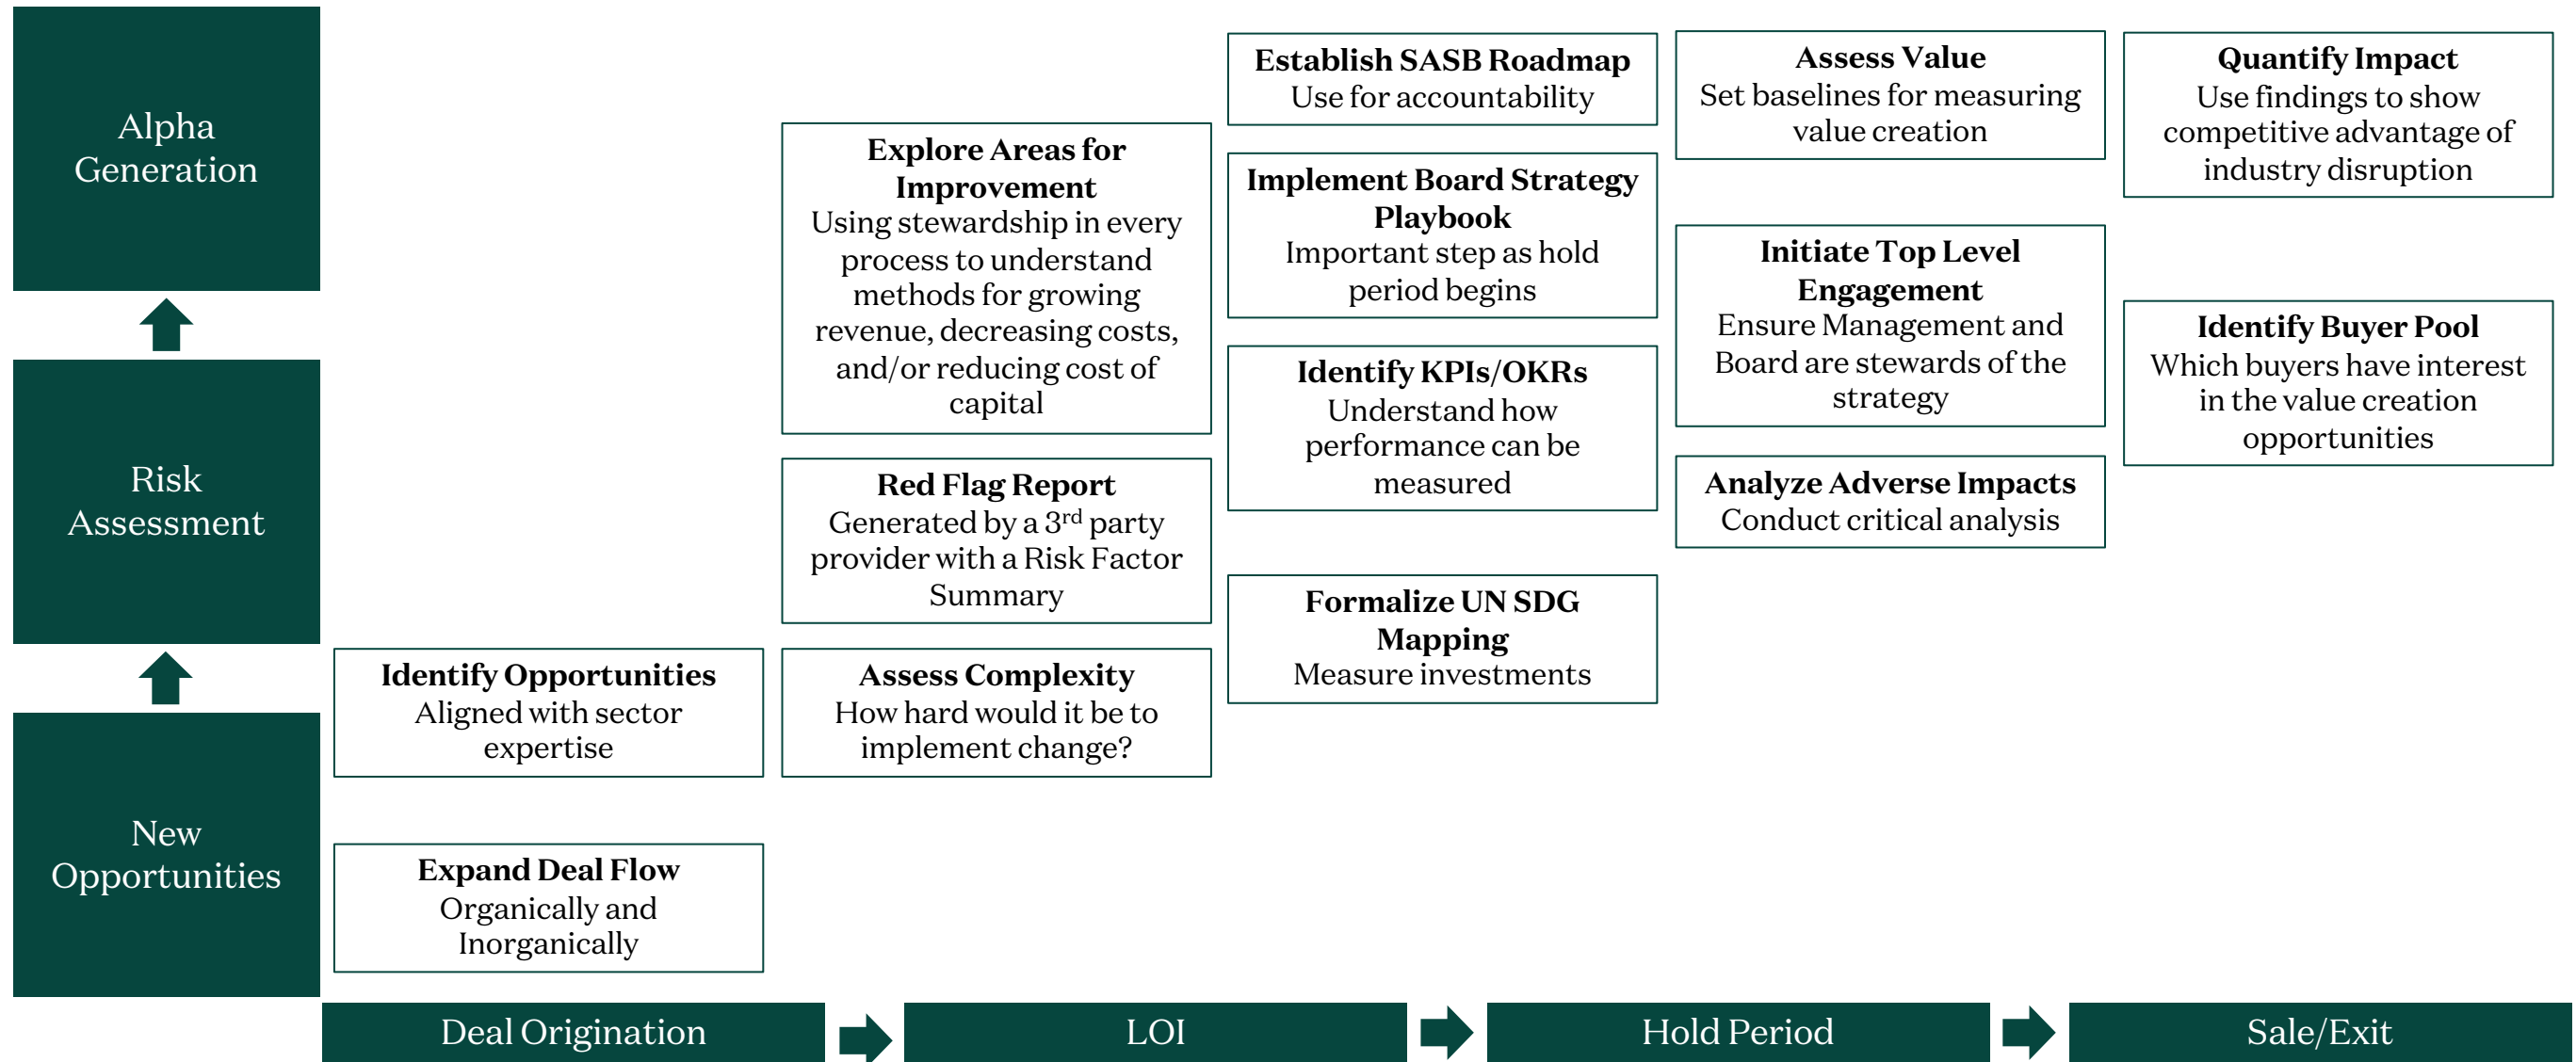 Alpha
Generation
Risk
Assessment
New
Opportunities
Identify Opportunities
Aligned with sector
expertise
Expand Deal Flow
Organically and
Inorganically
Explore Areas for
Improvement
Using stewardship in every
process to understand
methods for growing
revenue, decreasing costs,
and/or reducing cost of
capital
Red Flag Report
Generated by a 3rd party
provider with a Risk Factor
Summary
Assess Complexity
How hard would it be to
implement change?
Establish SASB Roadmap
Use for accountability
Implement Board Strategy
Playbook
Important step as hold
period begins
Identify KPIs/OKRs
Understand how
performance can be
measured
Formalize UN SDG
Mapping
Measure investments
Assess Value
Set baselines for measuring
value creation
Initiate Top Level
Engagement
Ensure Management and
Board are stewards of the
strategy
Analyze Adverse Impacts
Conduct critical analysis
Quantify Impact
Use findings to show
competitive advantage of
industry disruption
Identify Buyer Pool
Which buyers have interest
in the value creation
opportunities
Deal Origination
LOI
Hold Period
Sale/Exit